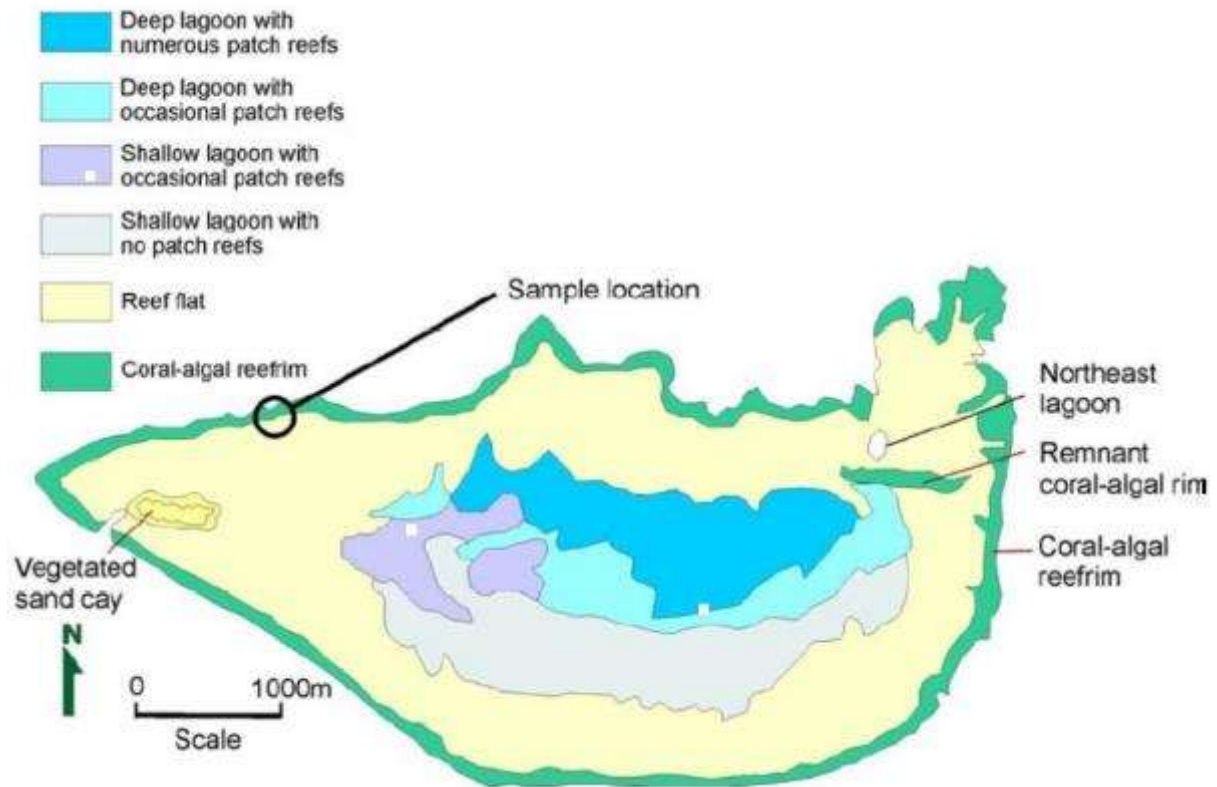 Deep lagoon with
numerous patch reefs
Deep lagoon with
occasional patch reefs
Shallow lagoon with
occasional patch reefs
Shallow lagoon with
no patch reefs
Reef flat
Coral-algal reefrim
Sample location
Northeast
lagoon
Remnant
coral-algal rim
Coral-algal
reefrim
Vegetated
sand cay
N
0 1000m
Scale